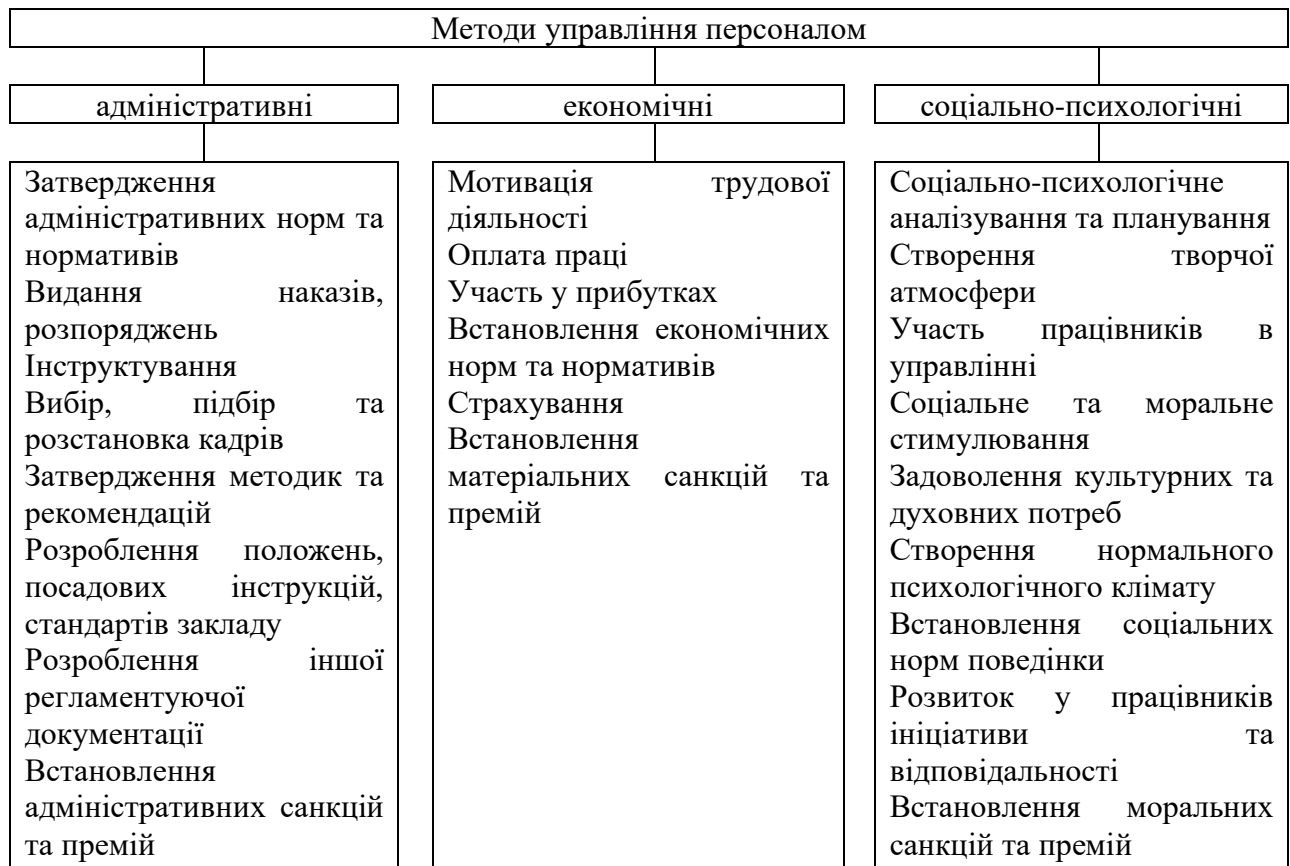 Методи управління персоналом
адміністративні
економічні
соціально-психологічні
Затвердження
адміністративних норм та
нормативів
Видання наказів,
розпоряджень
Інструктування
Вибір, підбір та
розстановка кадрів
Затвердження методик та
рекомендацій
Розроблення положень,
посадових інструкцій,
стандартів закладу
Розроблення іншої
регламентуючої
документації
Встановлення
адміністративних санкцій
та премій
Мотивація трудової
діяльності
Оплата праці
Участь у прибутках
Встановлення економічних
норм та нормативів
Страхування
Встановлення
матеріальних санкцій та
премій
Соціально-психологічне
аналізування та планування
Створення творчої
атмосфери
Участь працівників в
управлінні
Соціальне та моральне
стимулювання
Задоволення культурних та
духовних потреб
Створення нормального
психологічного клімату
Встановлення соціальних
норм поведінки
Розвиток у працівників
ініціативи та
відповідальності
Встановлення моральних
санкцій та премій